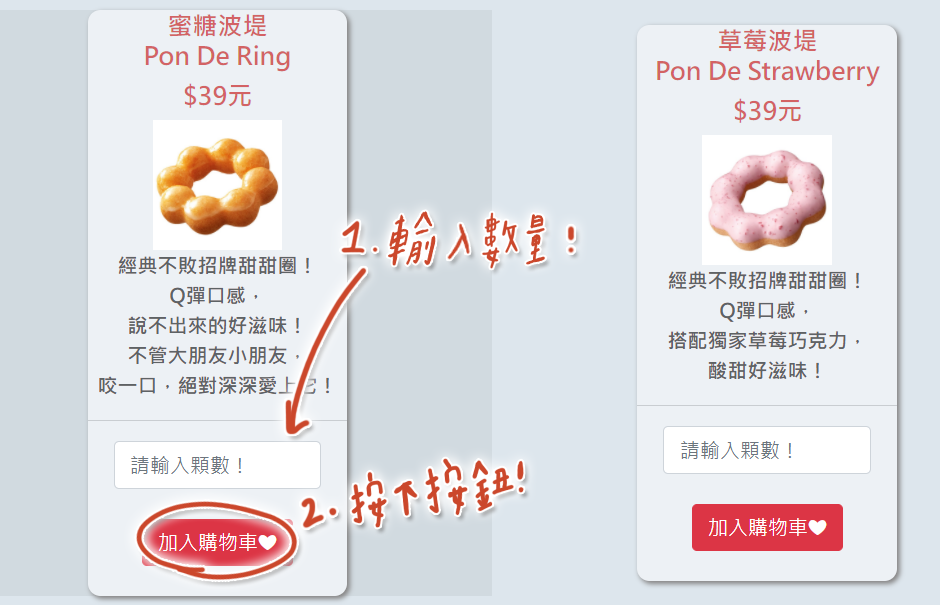 蜜糖波堤
Pon De Ring
$39元
經典不敗招牌甜甜圈！
Q彈口感，
說不出來的好滋味！
不管大朋友小朋友，
咬一口，絕對深深愛上它！
請輸入顆數！
加入購物車
1.輸入數量！
2.按下按鈕!
草莓波堤
Pon De Strawberry
$39元
經典不敗招牌甜甜圈！
Q彈口感，
搭配獨家草莓巧克力，
酸甜好滋味！
請輸入顆數！
加入購物車